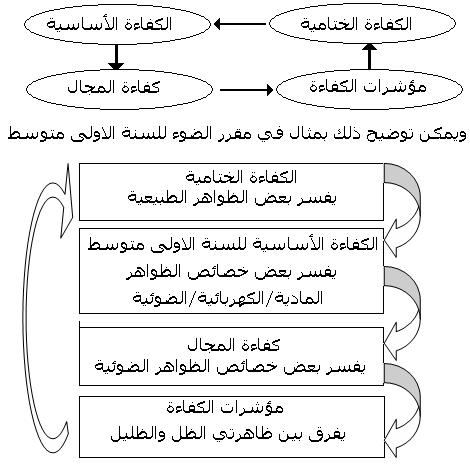 الكفاءة الختامية
الكفاءة الأساسية
كفاءة المجال
مؤشرات الكفاءة
ويمكن توضيح ذلك بمثال في مقرر الضوء للسنة الاولى متوسط
الكفاءة الختامية
يفسر بعض الظواهر الطبيعية
الكفاءة الأساسية للسنة الاولى متوسط
يفسر بعض خصائص الظواهر
المادية/الكهربائية/الضوئية
كفاءة المجال
يفسر بعض خصائص الظواهر الضوئية
مؤشرات الكفاءة
يفرق بين ظاهرتي الظل والظليل